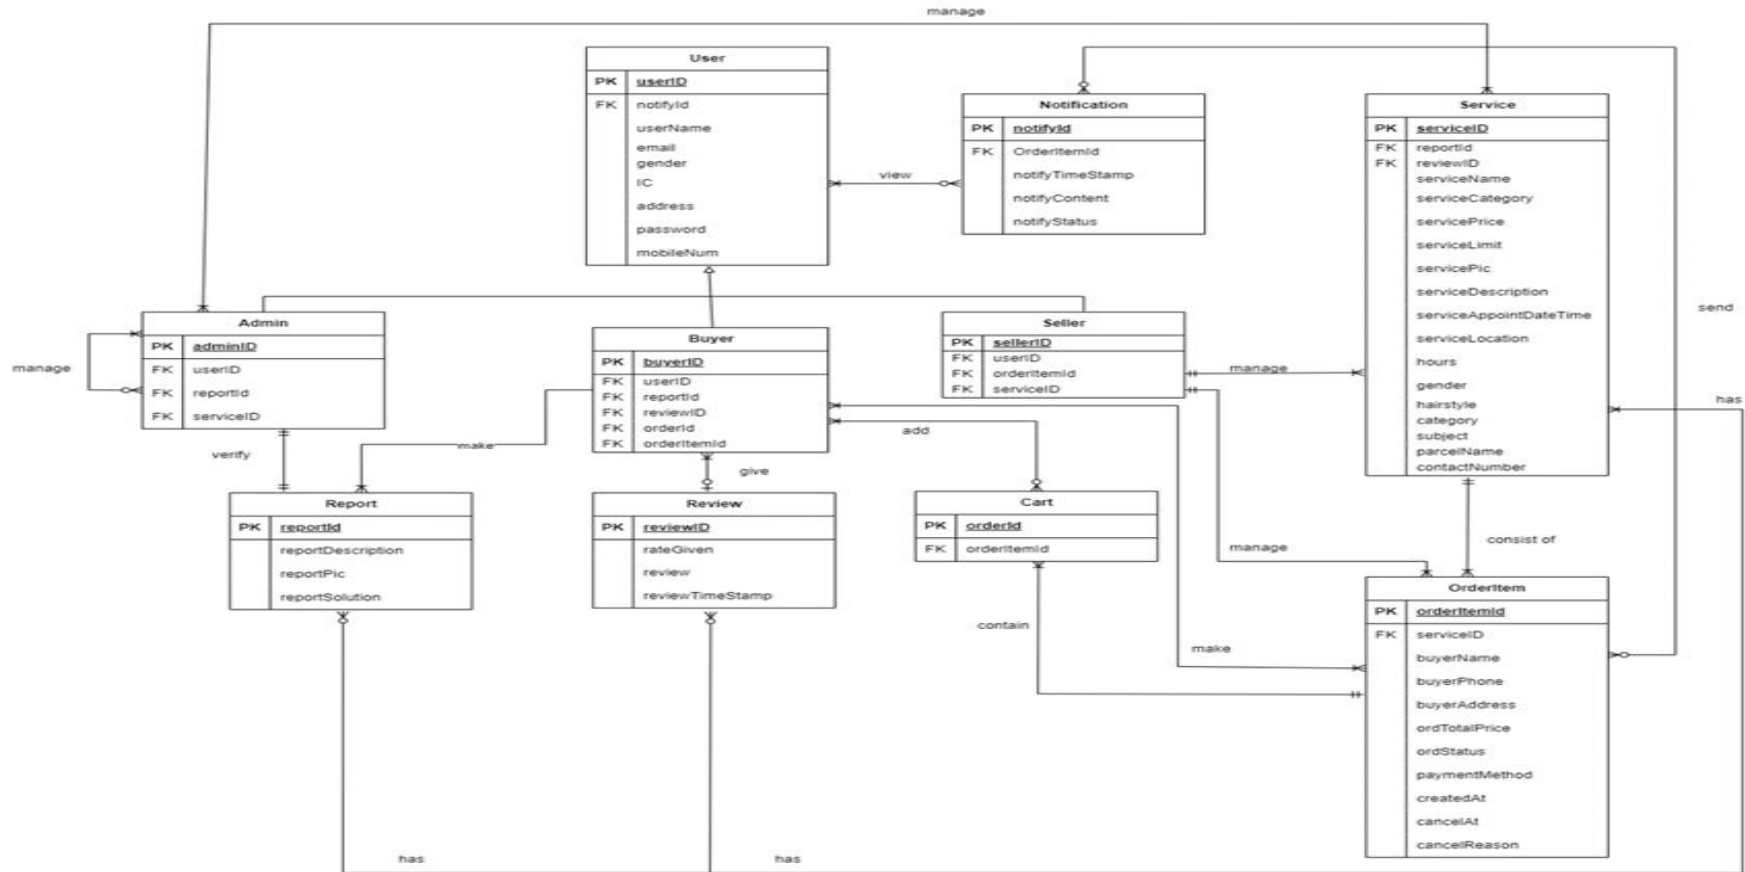 manage
User
PK userID
FK notifyId
userName
email
gender
IC
address
password
mobileNum
view
Notification
PK notifyId
FK OrderItemId
notifyTimeStamp
notifyContent
notifyStatus
Service
PK serviceID
FK reportId
FK reviewID
serviceName
serviceCategory
servicePrice
serviceLimit
servicePic
serviceDescription
serviceAppointDateTime
serviceLocation
hours
gender
hairstyle
category
subject
parcelName
contactNumber
send
has
manage
Admin
PK adminID
FK userID
FK reportId
FK serviceID
verify
Buyer
PK buyerID
FK userID
FK reportId
FK reviewID
FK orderId
FK orderItemId
make
give
add
Seller
PK sellerID
FK userID
FK orderItemId
FK serviceID
manage
manage
consist of
Report
PK reportId
reportDescription
reportPic
reportSolution
Review
PK reviewID
rateGiven
review
reviewTimeStamp
Cart
PK orderId
FK orderItemId
contain
make
OrderItem
PK orderItemId
FK serviceID
buyerName
buyerPhone
buyerAddress
ordTotalPrice
ordStatus
paymentMethod
createdAt
cancelAt
cancelReason
has
has